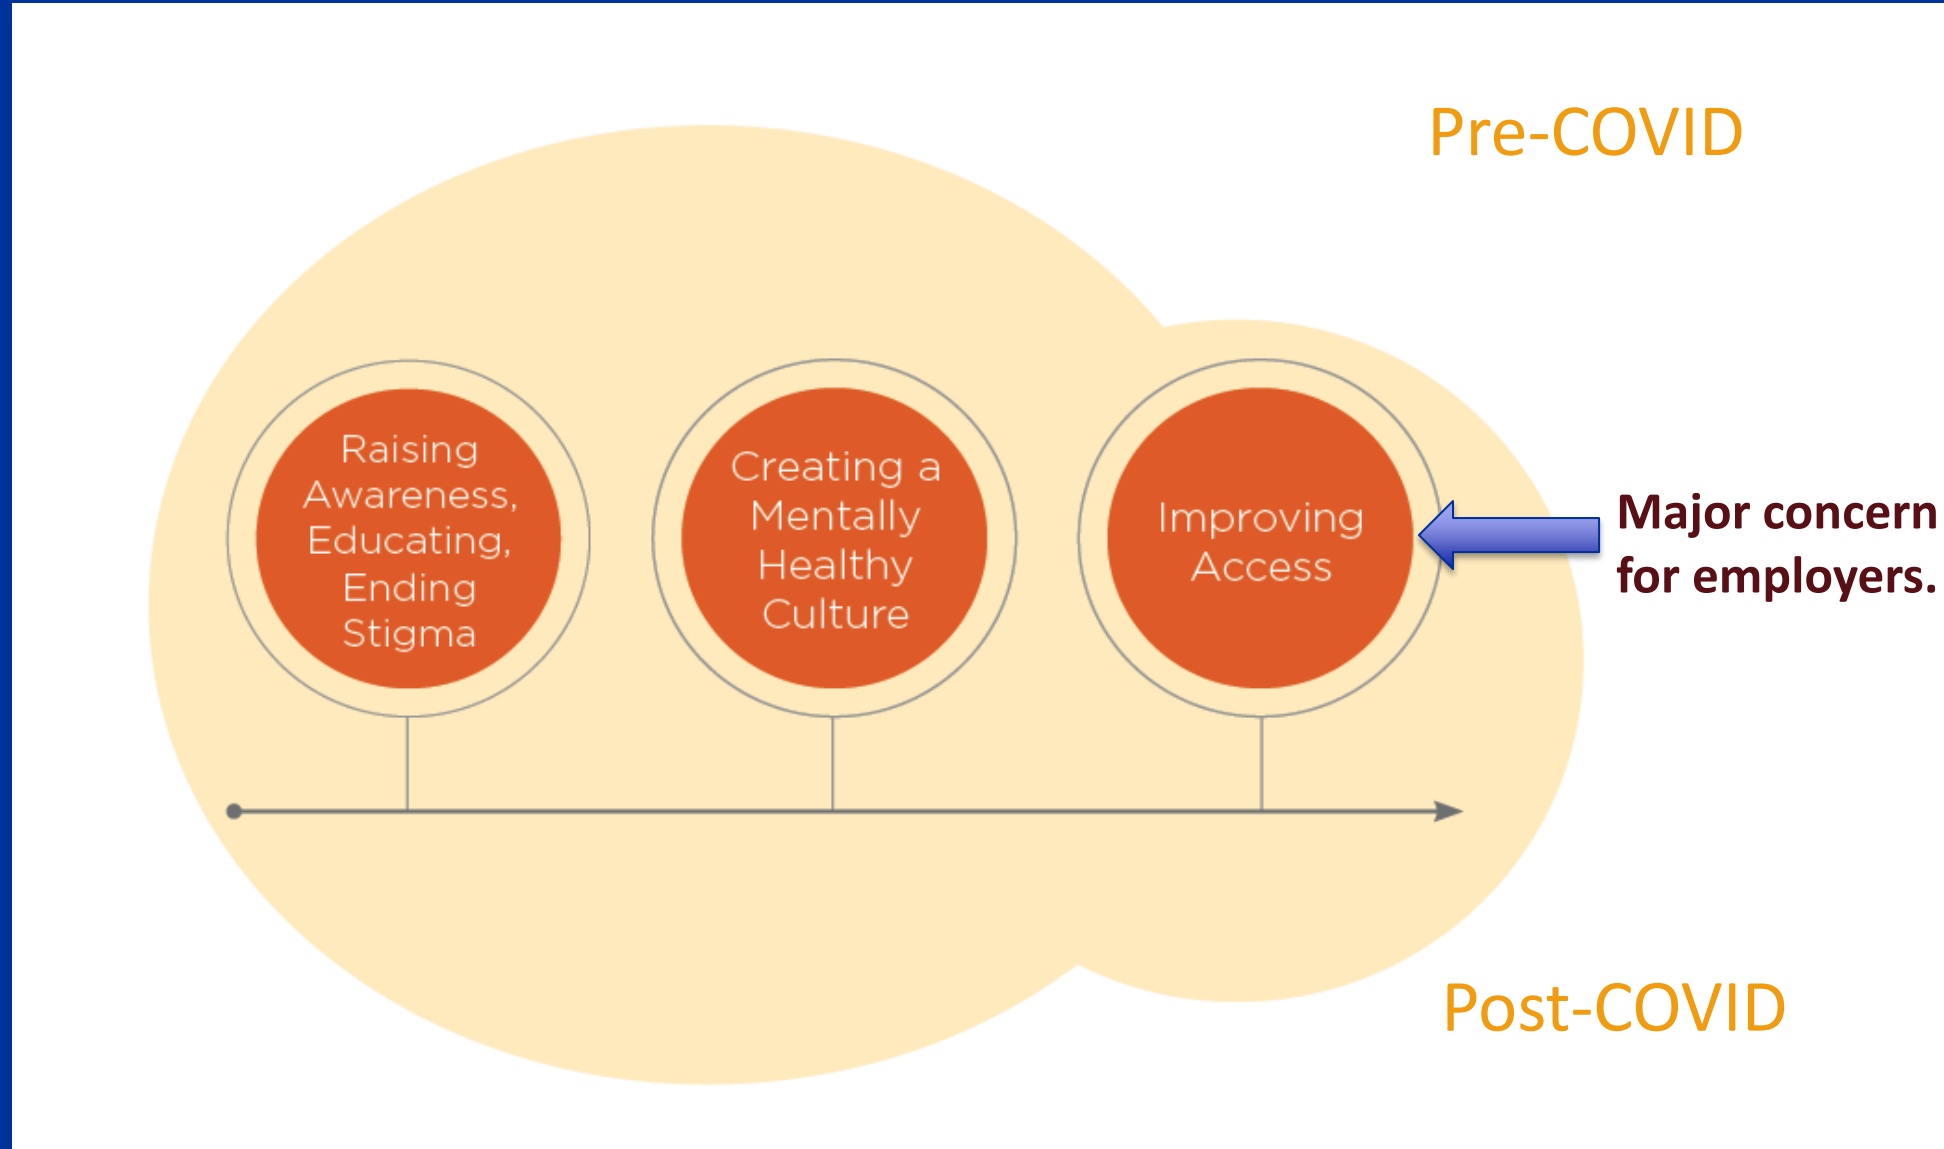 Pre-COVID
Raising
Awareness,
Educating,
Ending
Stigma
Creating a
Mentally
Healthy
Culture
Improving
Access
Major concern
for employers.
Post-COVID